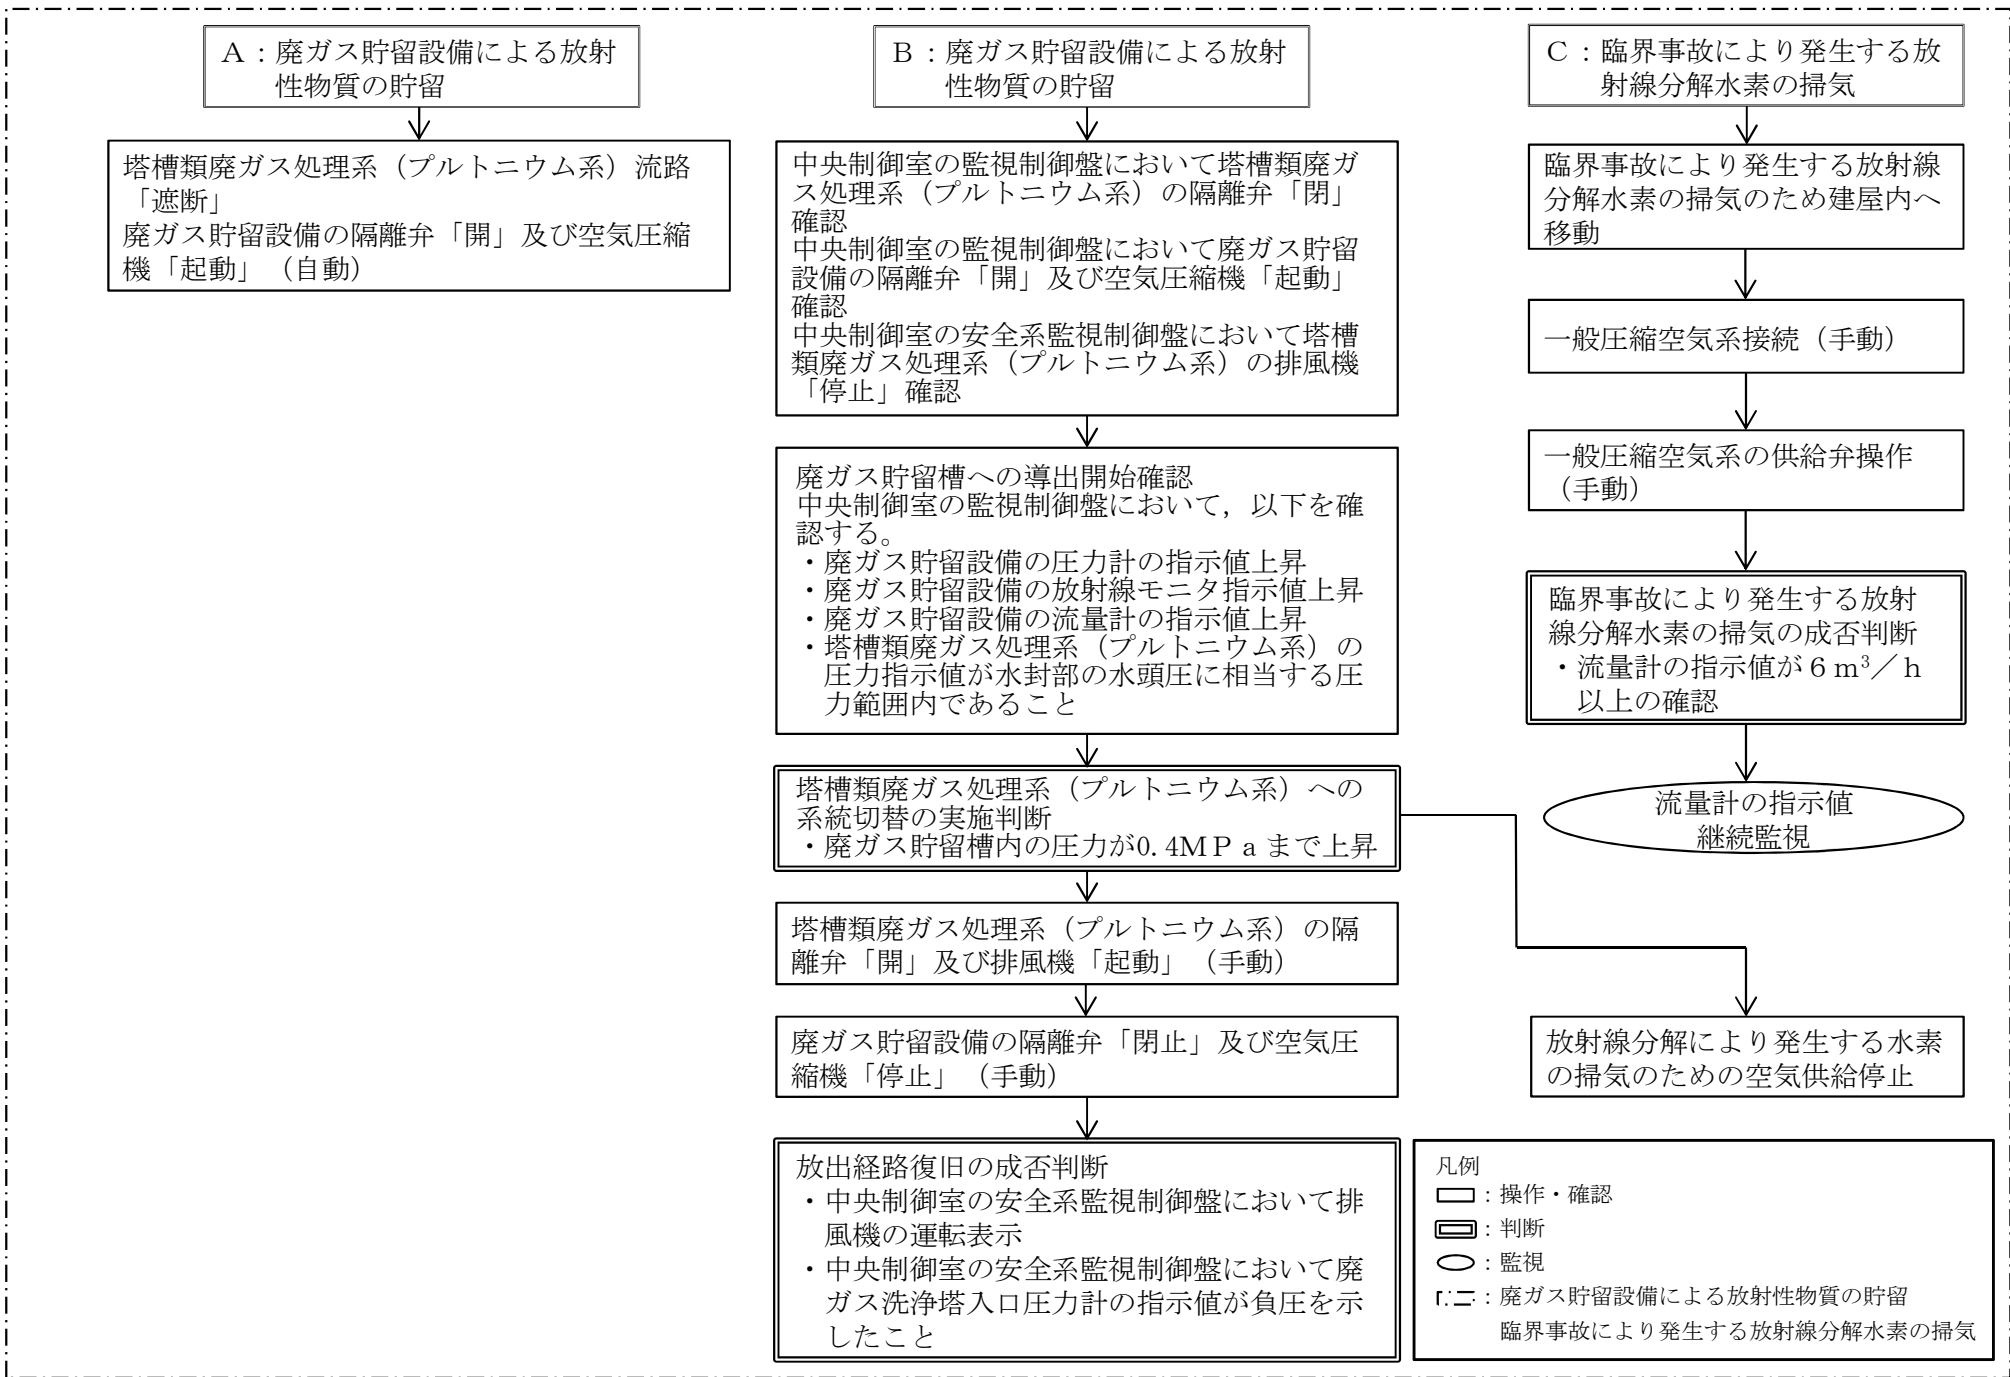 A：廃ガス貯留設備による放射
性物質の貯留
塔槽類廃ガス処理系（プルトニウム系）流路
「遮断」
廃ガス貯留設備の隔離弁「開」及び空気圧縮
機「起動」（自動）
B：廃ガス貯留設備による放射
性物質の貯留
中央制御室の監視制御盤において塔槽類廃ガ
ス処理系（プルトニウム系）の隔離弁「閉」
確認
中央制御室の監視制御盤において廃ガス貯留
設備の隔離弁「開」及び空気圧縮機「起動」
確認
中央制御室の安全系監視制御盤において塔槽
類廃ガス処理系（プルトニウム系）の排風機
「停止」確認
廃ガス貯留槽への導出開始確認
中央制御室の監視制御盤において，以下を確
認する。
・廃ガス貯留設備の圧力計の指示値上昇
・廃ガス貯留設備の放射線モニタ指示値上昇
・廃ガス貯留設備の流量計の指示値上昇
・塔槽類廃ガス処理系（プルトニウム系）の
圧力指示値が水封部の水頭圧に相当する圧
力範囲内であること
塔槽類廃ガス処理系（プルトニウム系）への
系統切替の実施判断
・廃ガス貯留槽内の圧力が0.4MPaまで上昇
塔槽類廃ガス処理系（プルトニウム系）の隔
離弁「開」及び排風機「起動」（手動）
廃ガス貯留設備の隔離弁「閉止」及び空気圧
縮機「停止」（手動）
放出経路復旧の成否判断
・中央制御室の安全系監視制御盤において排
風機の運転表示
・中央制御室の安全系監視制御盤において廃
ガス洗浄塔入口圧力計の指示値が負圧を示
したこと
C：臨界事故により発生する放
射線分解水素の掃気
臨界事故により発生する放射線
分解水素の掃気のため建屋内へ
移動
一般圧縮空気系接続（手動）
一般圧縮空気系の供給弁操作
（手動）
臨界事故により発生する放射
線分解水素の掃気の成否判断
・流量計の指示値が６m³／h
以上の確認
流量計の指示値
継続監視
放射線分解により発生する水素
の掃気のための空気供給停止
凡例
：操作・確認
：判断
：監視
：廃ガス貯留設備による放射性物質の貯留
臨界事故により発生する放射線分解水素の掃気